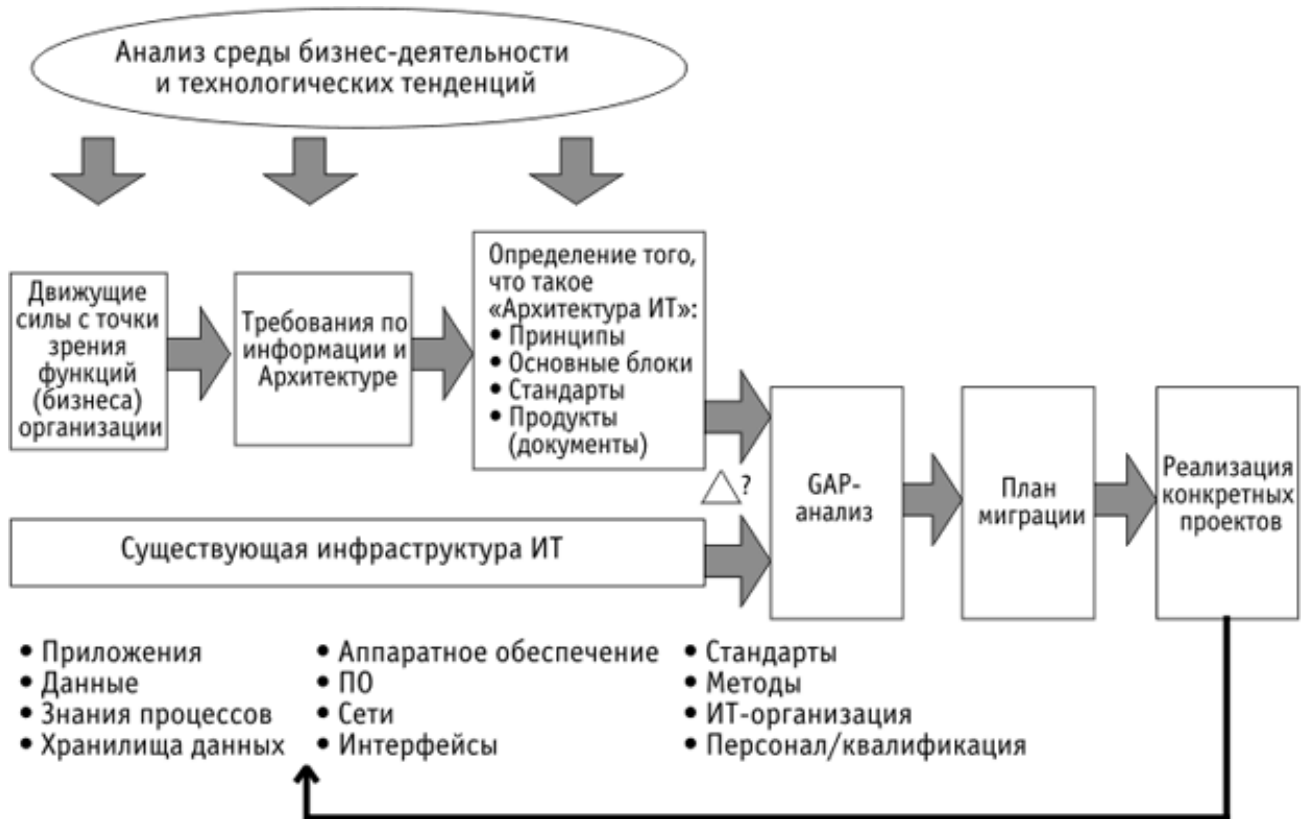 Анализ среды бизнес-деятельности
и технологических тенденций
Движущие
силы с точки
зрения
функций
(бизнеса)
организации
Требования по
информации и
Архитектуре
Определение того,
что такое
«Архитектура ИТ»:
• Принципы
• Основные блоки
• Стандарты
• Продукты
(документы)
?
GAP-
анализ
План
миграции
Реализация
конкретных
проектов
Существующая инфраструктура ИТ
• Приложения
• Данные
• Знания процессов
• Хранилища данных
• Аппаратное обеспечение
• ПО
• Сети
• Интерфейсы
• Стандарты
• Методы
• ИТ-организация
• Персонал/квалификация